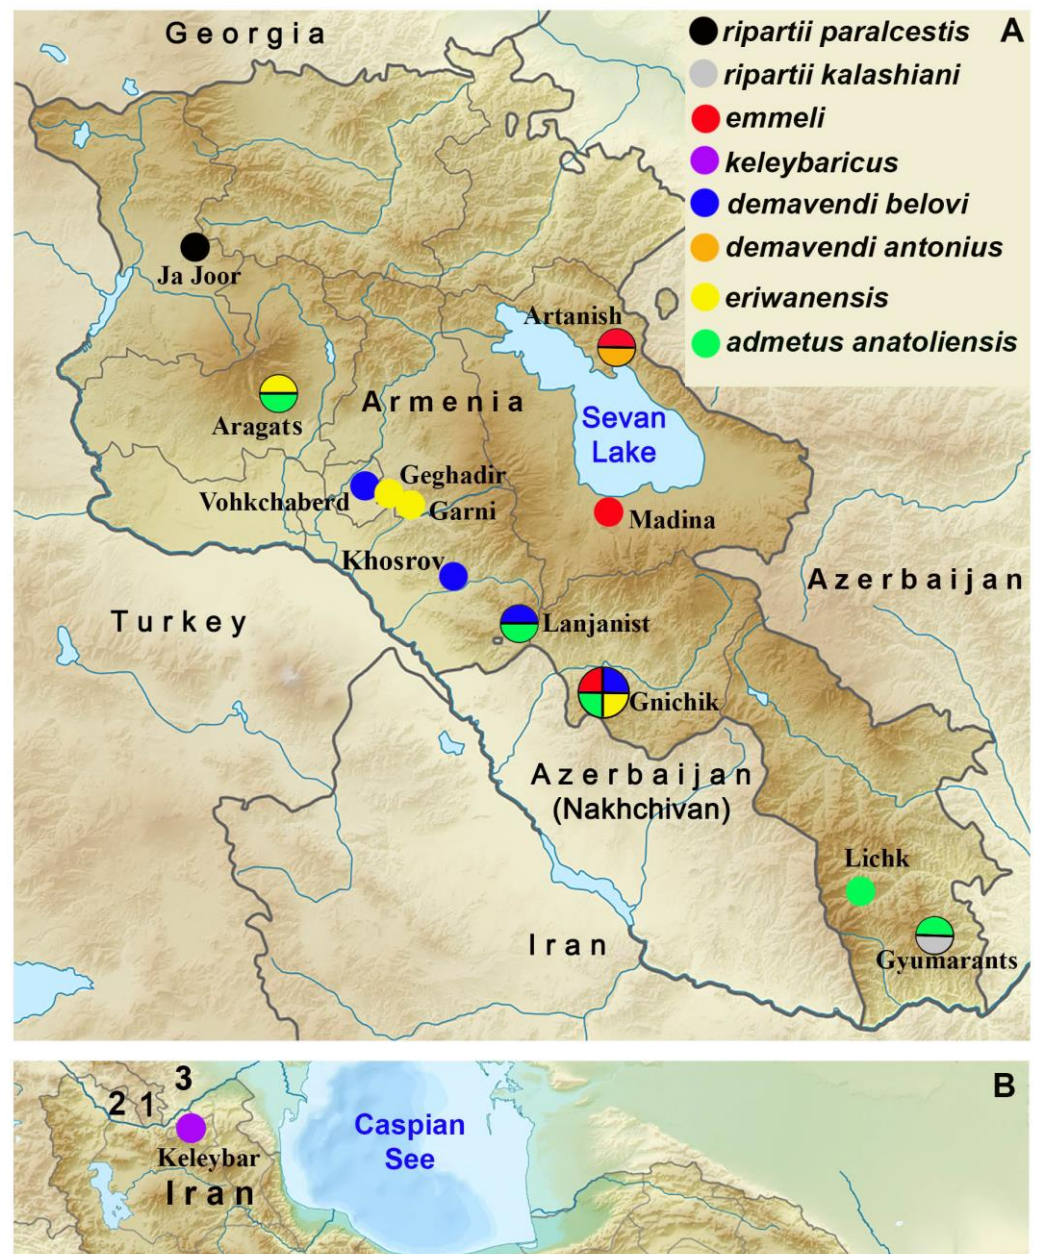 Georgia
A
ripartii paralcestis
ripartii kalashiani
emmeli
keleybaricus
demavendi belovi
demavendi antonius
eriwanensis
admetus anatoliensis
Ja Joor
Artanish
Armenia
Aragats
Sevan
Lake
Geghadir
Vohkchaberd
Garni
Madina
Khosrov
Azerbaijan
Turkey
Lanjanist
Gnichik
Azerbaijan
(Nakhchivan)
Lichk
Iran
Gyumarants
B
3
2 1
Caspian
See
Keleybar
Iran